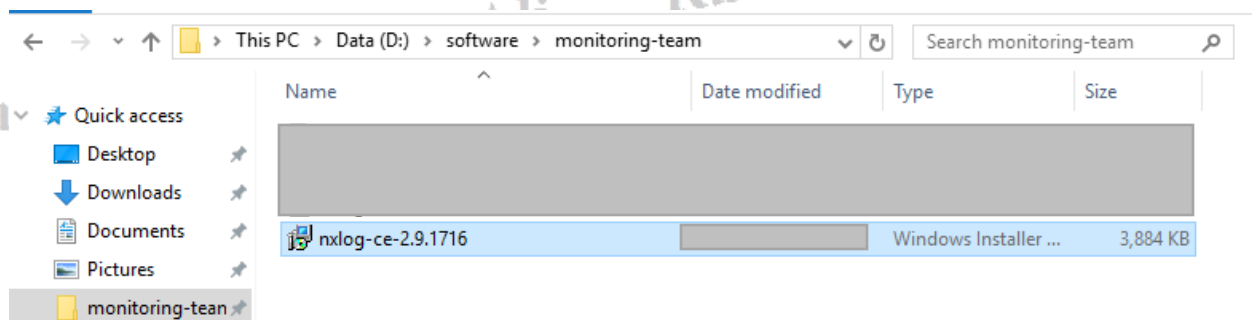 This PC > Data (D:) > software > monitoring-team
Search monitoring-team
Name Date modified Type Size
Quick access
Desktop
Downloads
Documents
Pictures
monitoring-tean
nxlog-ce-2.9.1716 Windows Installer ... 3,884 KB